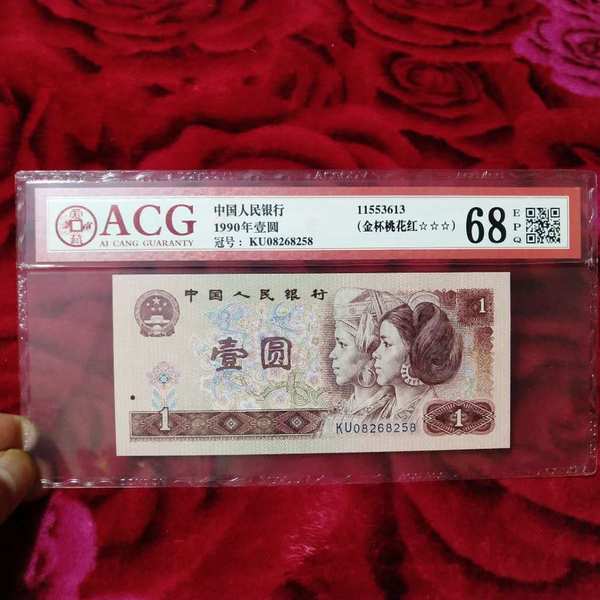 ACG
AI CANG GUARANTY
中国人民银行
1990年壹圆
冠号: KU08268258
11553613
(金杯桃花红☆☆☆)
68
EPQ
中国人民银行
1
壹圆
1
KU08268258
1